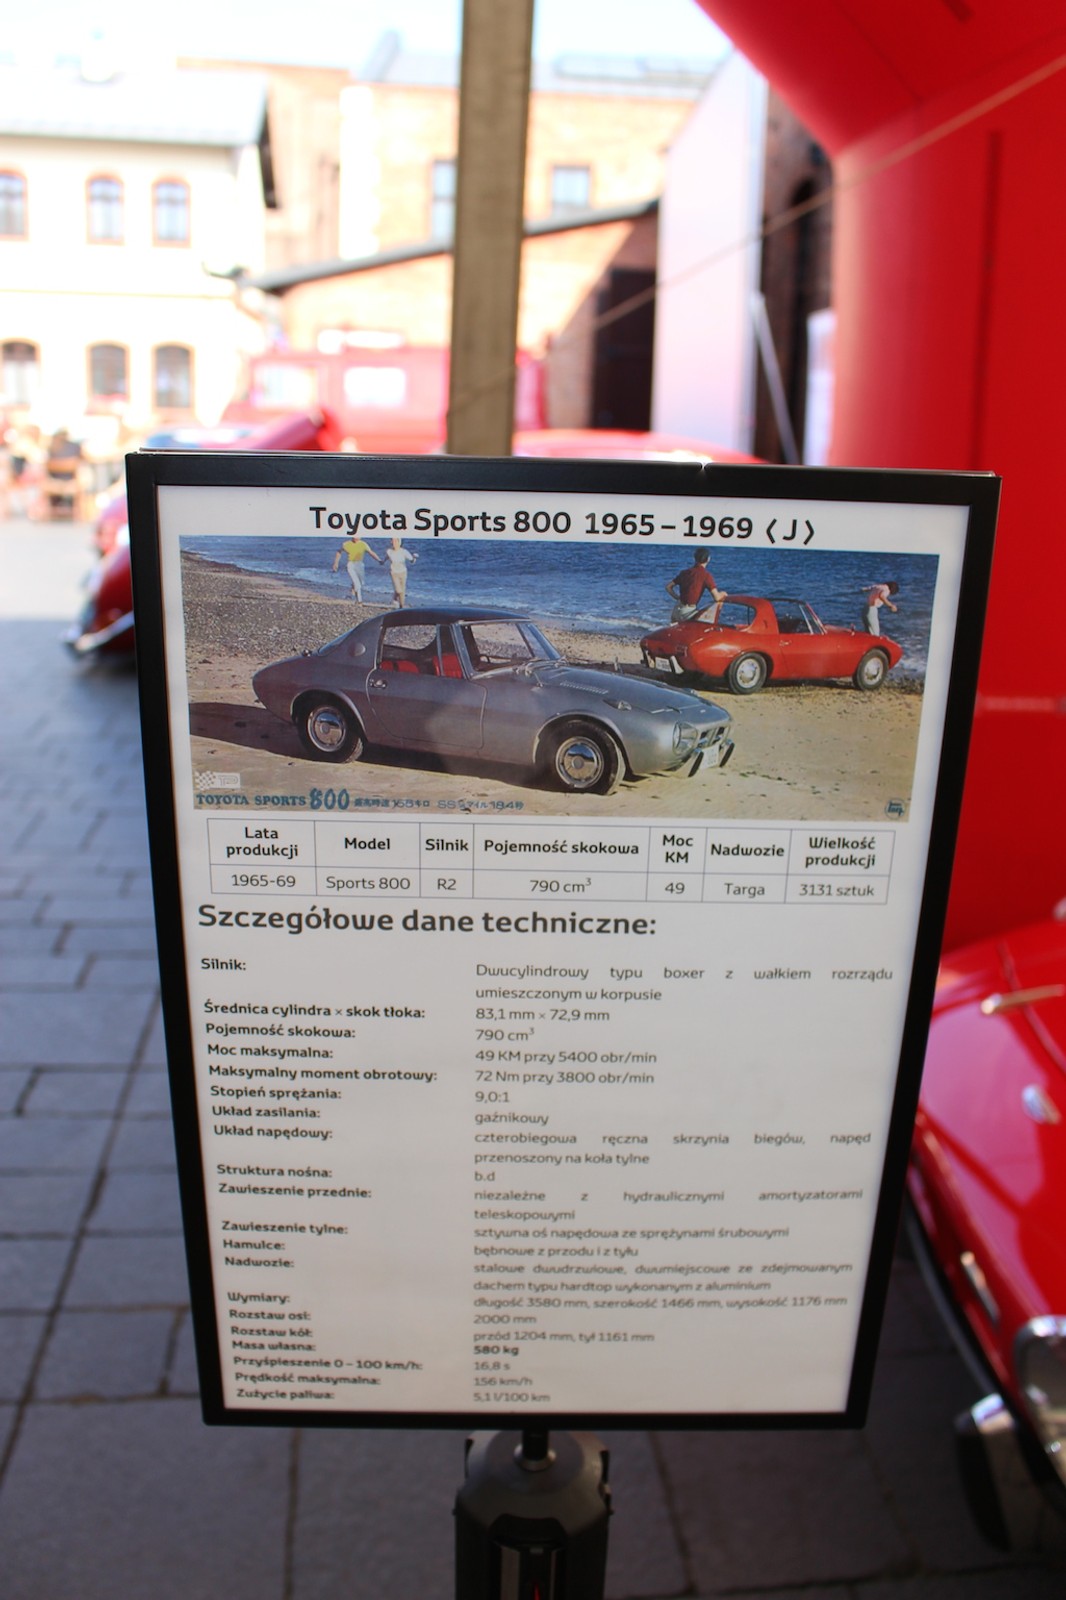 Toyota Sports 800 1965 – 1969 ⟨J⟩
TOYOTA SPORTS 800
Lata produkcji Model Silnik Pojemność skokowa Moc KM Nadwozie Wielkość produkcji
1965-69 Sports 800 R2 790 cm³ 49 Targa 3131 sztuk
Szczegółowe dane techniczne:
Silnik: Dwucylindrowy typu boxer z wałkiem rozrządu
umieszczonym w korpusie
Średnica cylindra × skok tłoka: 83,1 mm × 72,9 mm
Pojemność skokowa: 790 cm³
Moc maksymalna: 49 KM przy 5400 obr/min
Maksymalny moment obrotowy: 72 Nm przy 3800 obr/min
Stopień sprężania: 9,0:1
Układ zasilania: gaźnikowy
Układ napędowy: czterobiegowa ręczna skrzynia biegów, napęd
przenoszony na koła tylne
Struktura nośna: b.d
Zawieszenie przednie: niezależne z hydraulicznymi amortyzatorami
teleskopowymi
Zawieszenie tylne: sztywna oś napędowa ze sprężynami śrubowymi
Hamulce: bębnowe z przodu i z tyłu
Nadwozie: stalowe dwudrzwiowe, dwumiejscowe ze zdejmowanym
dachem typu hardtop wykonanym z aluminium
Wymiary: długość 3580 mm, szerokość 1466 mm, wysokość 1176 mm
Rozstaw osi: 2000 mm
Rozstaw kół: przód 1204 mm, tył 1161 mm
Masa własna: 580 kg
Przyśpieszenie 0 – 100 km/h: 16,8 s
Prędkość maksymalna: 156 km/h
Zużycie paliwa: 5,1 l/100 km